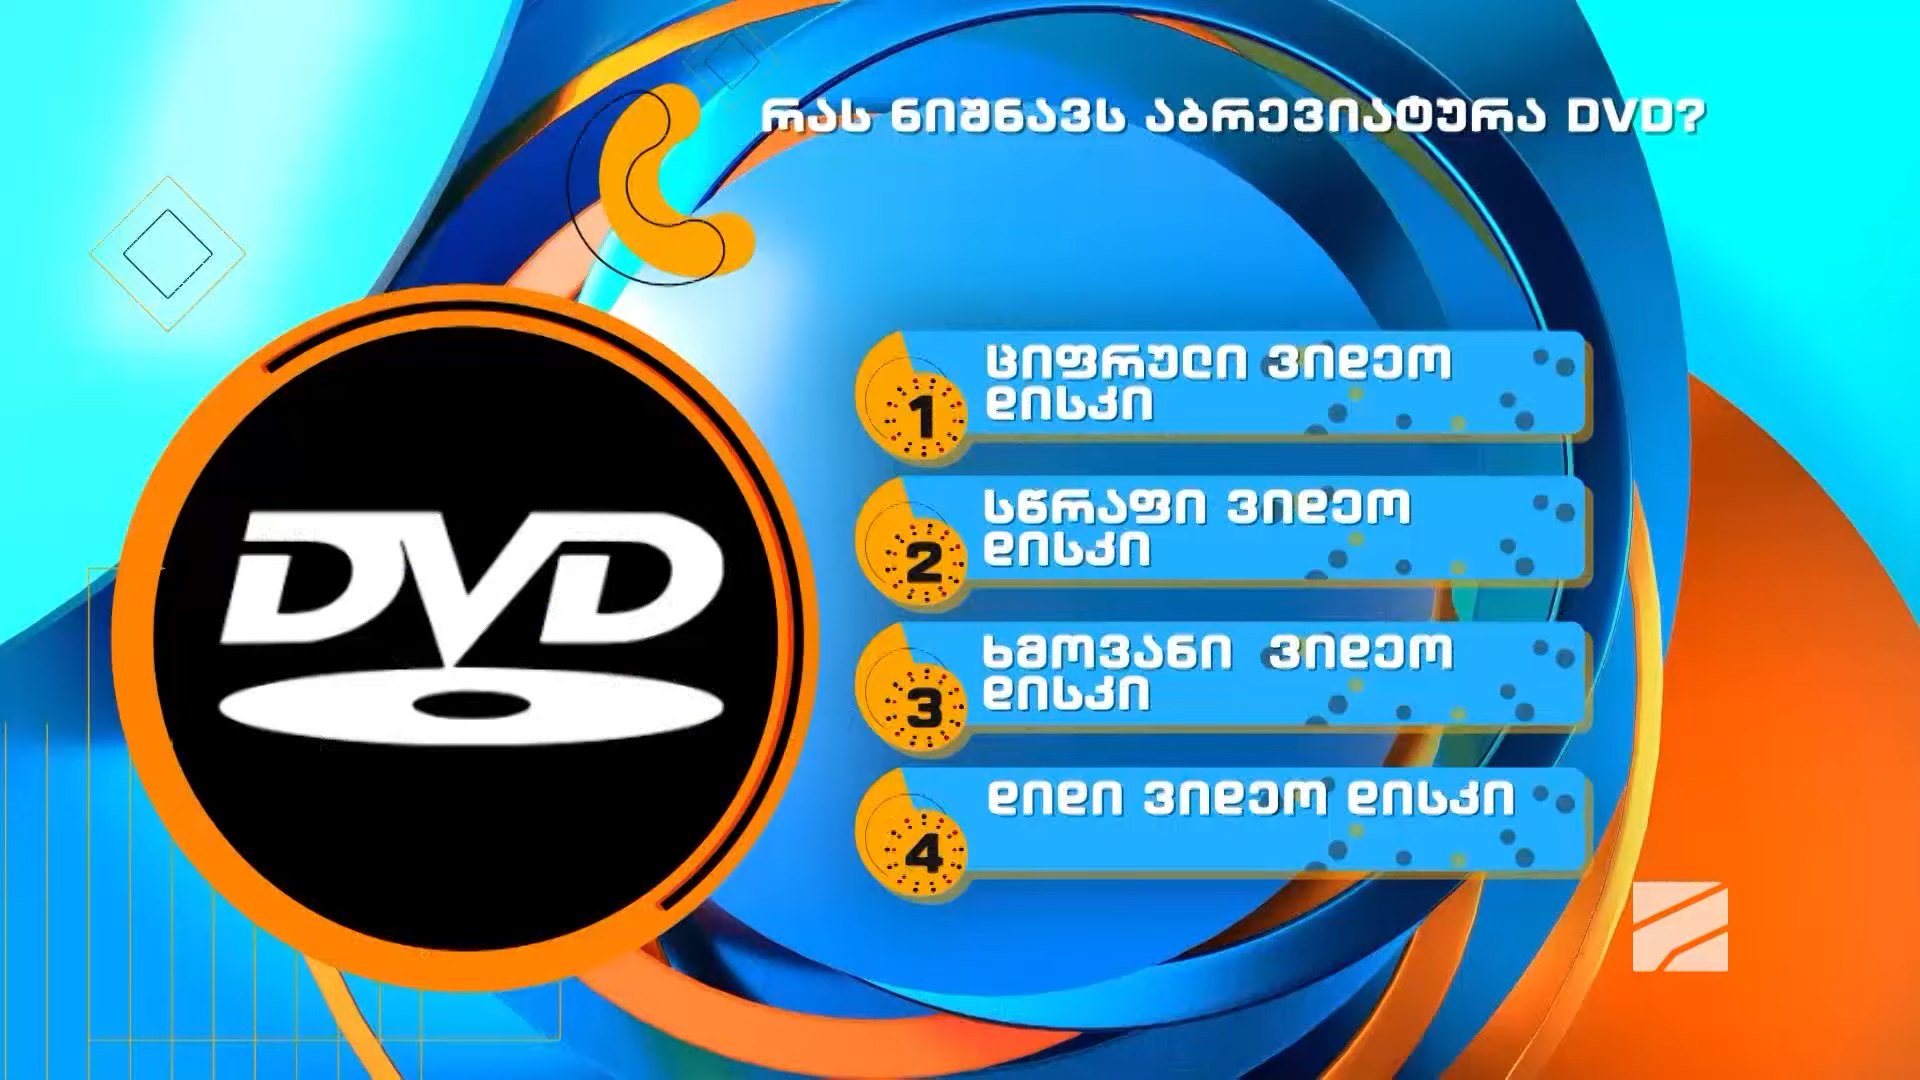 რას ნიშნავს აბრევიატურა DVD?
DVD
1
ციფრული ვიდეო
დისკი
2
სწრაფი ვიდეო
დისკი
3
ხმოვანი ვიდეო
დისკი
4
დიდი ვიდეო დისკი